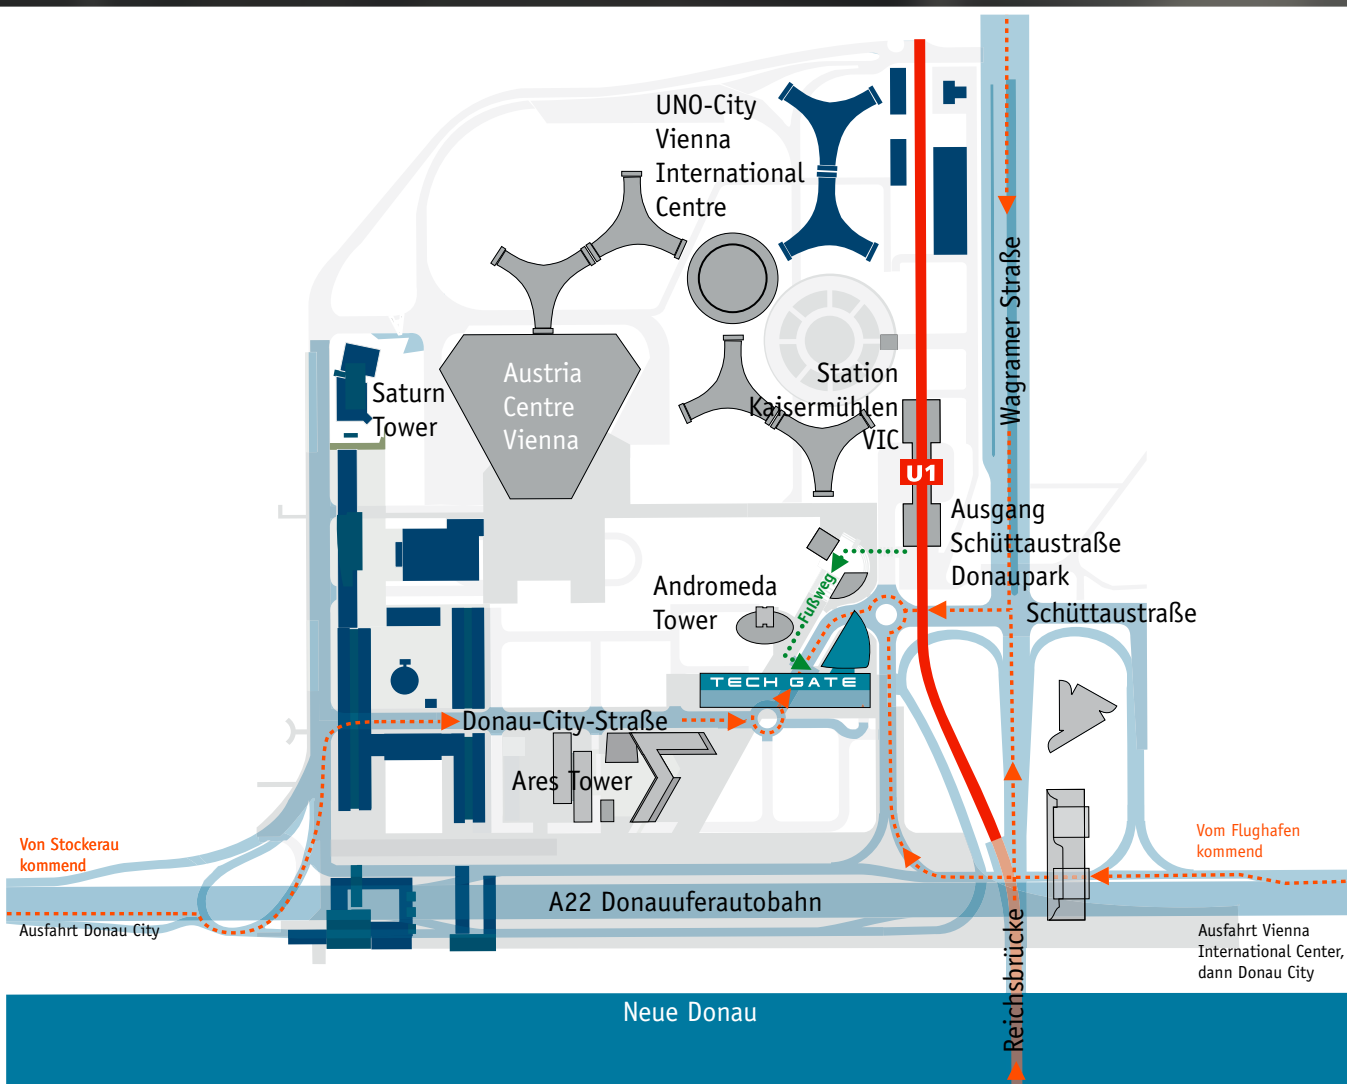 UNO-City
Vienna
International
Centre
Wagramer Straße
Austria
Centre
Vienna
Saturn
Tower
Station
Kaisermühlen
VIC
U1
Ausgang
Schüttaustraße
Donaupark
Andromeda
Tower
Fußweg
Schüttaustraße
TECH GATE
Donau-City-Straße
Ares Tower
Von Stockerau
kommend
Vom Flughafen
kommend
A22 Donauuferautobahn
Ausfahrt Donau City
Ausfahrt Vienna
International Center,
dann Donau City
Reichsbrücke
Neue Donau